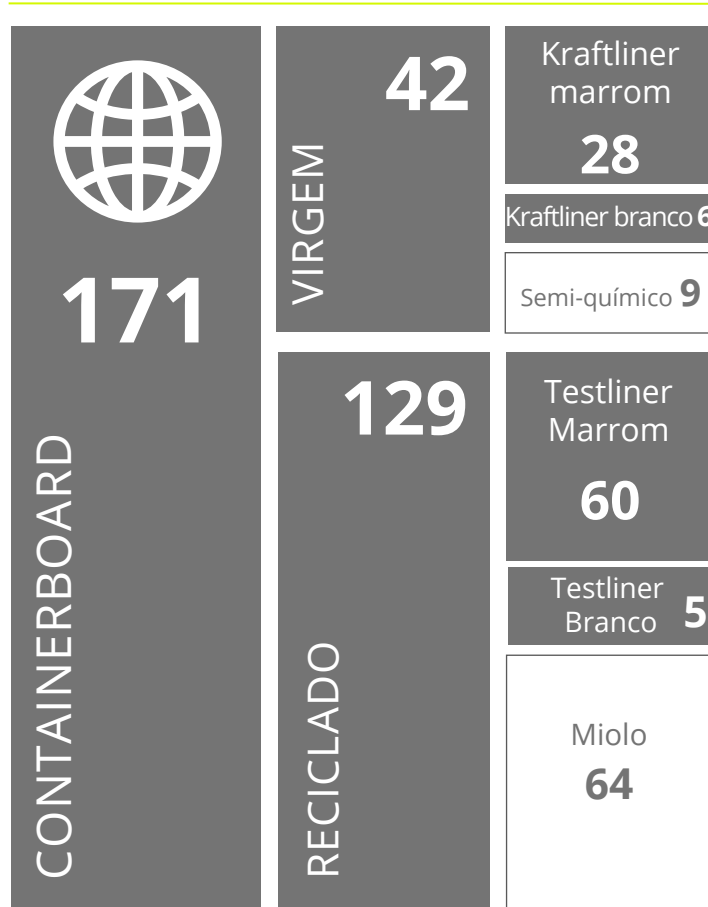 171
CONTAINERBOARD
42
VIRGEM
Kraftliner
marrom
28
Kraftliner branco 6
Semi-químico 9
129
RECICLADO
Testliner
Marrom
60
Testliner
Branco 5
Miolo
64